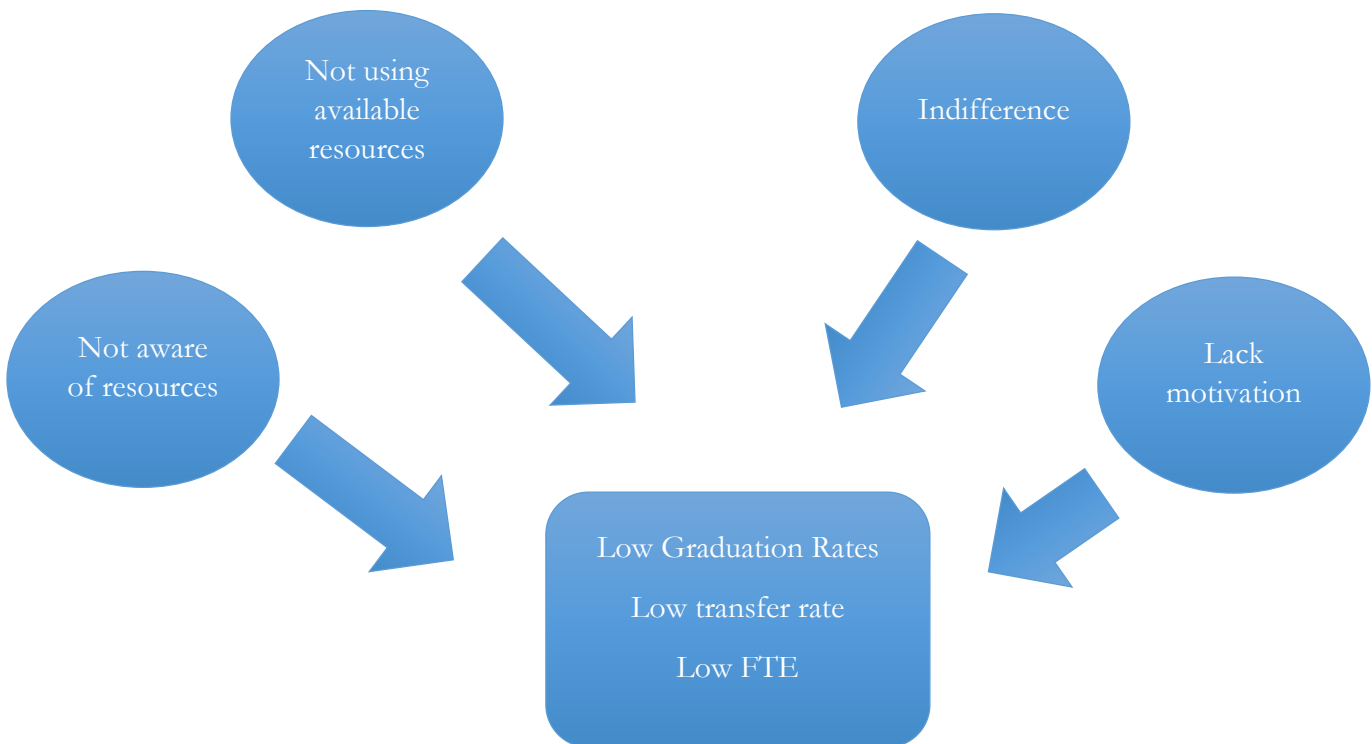 Not using
available
resources
Indifference
Not aware
of resources
Lack
motivation
Low Graduation Rates
Low transfer rate
Low FTE